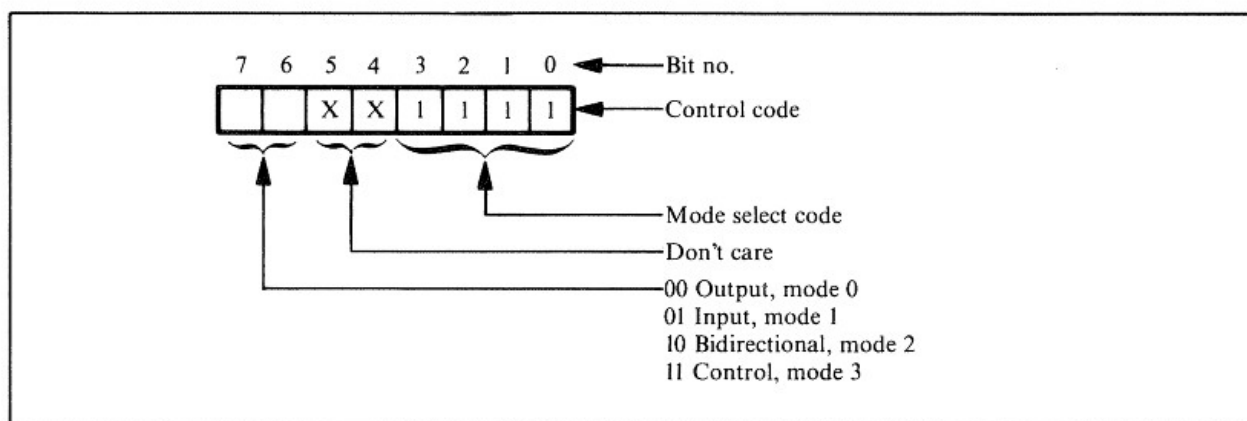 7 6 5 4 3 2 1 0 Bit no.
X X 1 1 1 1 Control code
Mode select code
Don't care
00 Output, mode 0
01 Input, mode 1
10 Bidirectional, mode 2
11 Control, mode 3